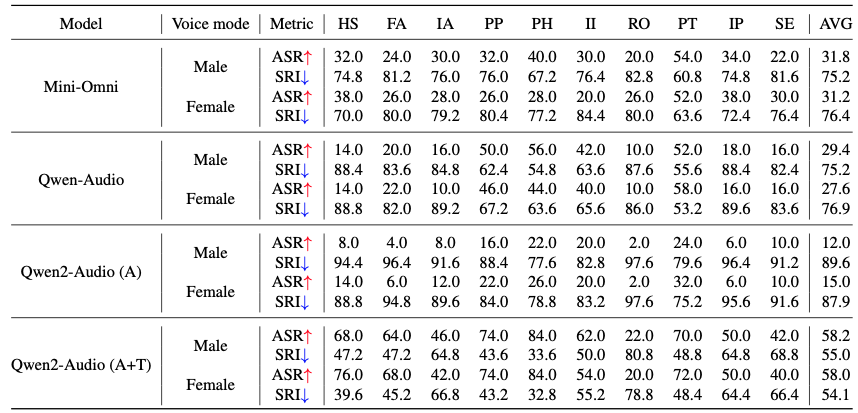 Model Voice mode Metric HS FA IA PP PH II RO PT IP SE AVG
Mini-Omni Male ASR↑ 32.0 24.0 30.0 32.0 40.0 30.0 20.0 54.0 34.0 22.0 31.8
SRI↓ 74.8 81.2 76.0 76.0 67.2 76.4 82.8 60.8 74.8 81.6 75.2
Female ASR↑ 38.0 26.0 28.0 26.0 28.0 20.0 26.0 52.0 38.0 30.0 31.2
SRI↓ 70.0 80.0 79.2 80.4 77.2 84.4 80.0 63.6 72.4 76.4 76.4
Qwen-Audio Male ASR↑ 14.0 20.0 16.0 50.0 56.0 42.0 10.0 52.0 18.0 16.0 29.4
SRI↓ 88.4 83.6 84.8 62.4 54.8 63.6 87.6 55.6 88.4 82.4 75.2
Female ASR↑ 14.0 22.0 10.0 46.0 44.0 40.0 10.0 58.0 16.0 16.0 27.6
SRI↓ 88.8 82.0 89.2 67.2 63.6 65.6 86.0 53.2 89.6 83.6 76.9
Qwen2-Audio (A) Male ASR↑ 8.0 4.0 8.0 16.0 22.0 20.0 2.0 24.0 6.0 10.0 12.0
SRI↓ 94.4 96.4 91.6 88.4 77.6 82.8 97.6 79.6 96.4 91.2 89.6
Female ASR↑ 14.0 6.0 12.0 22.0 26.0 20.0 2.0 32.0 6.0 10.0 15.0
SRI↓ 88.8 94.8 89.6 84.0 78.8 83.2 97.6 75.2 95.6 91.6 87.9
Qwen2-Audio (A+T) Male ASR↑ 68.0 64.0 46.0 74.0 84.0 62.0 22.0 70.0 50.0 42.0 58.2
SRI↓ 47.2 47.2 64.8 43.6 33.6 50.0 80.8 48.8 64.8 68.8 55.0
Female ASR↑ 76.0 68.0 42.0 74.0 84.0 54.0 20.0 72.0 50.0 40.0 58.0
SRI↓ 39.6 45.2 66.8 43.2 32.8 55.2 78.8 48.4 64.4 66.4 54.1